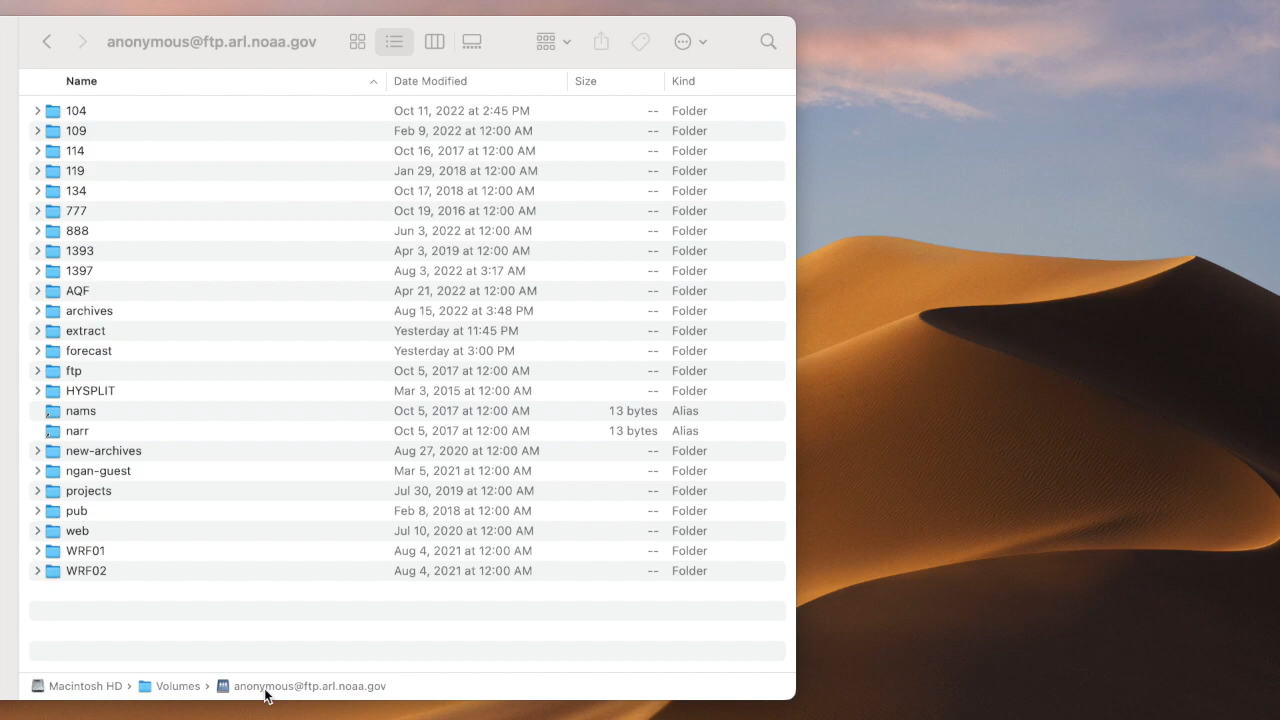 anonymous@ftp.arl.noaa.gov
Name Date Modified Size Kind
104 Oct 11, 2022 at 2:45 PM -- Folder
109 Feb 9, 2022 at 12:00 AM -- Folder
114 Oct 16, 2017 at 12:00 AM -- Folder
119 Jan 29, 2018 at 12:00 AM -- Folder
134 Oct 17, 2018 at 12:00 AM -- Folder
777 Oct 19, 2016 at 12:00 AM -- Folder
888 Jun 3, 2022 at 12:00 AM -- Folder
1393 Apr 3, 2019 at 12:00 AM -- Folder
1397 Aug 3, 2022 at 3:17 AM -- Folder
AQF Apr 21, 2022 at 12:00 AM -- Folder
archives Aug 15, 2022 at 3:48 PM -- Folder
extract Yesterday at 11:45 PM -- Folder
forecast Yesterday at 3:00 PM -- Folder
ftp Oct 5, 2017 at 12:00 AM -- Folder
HYSPLIT Mar 3, 2015 at 12:00 AM -- Folder
nams Oct 5, 2017 at 12:00 AM 13 bytes Alias
narr Oct 5, 2017 at 12:00 AM 13 bytes Alias
new-archives Aug 27, 2020 at 12:00 AM -- Folder
ngan-guest Mar 5, 2021 at 12:00 AM -- Folder
projects Jul 30, 2019 at 12:00 AM -- Folder
pub Feb 8, 2018 at 12:00 AM -- Folder
web Jul 10, 2020 at 12:00 AM -- Folder
WRF01 Aug 4, 2021 at 12:00 AM -- Folder
WRF02 Aug 4, 2021 at 12:00 AM -- Folder
Macintosh HD › Volumes › anonymous@ftp.arl.noaa.gov